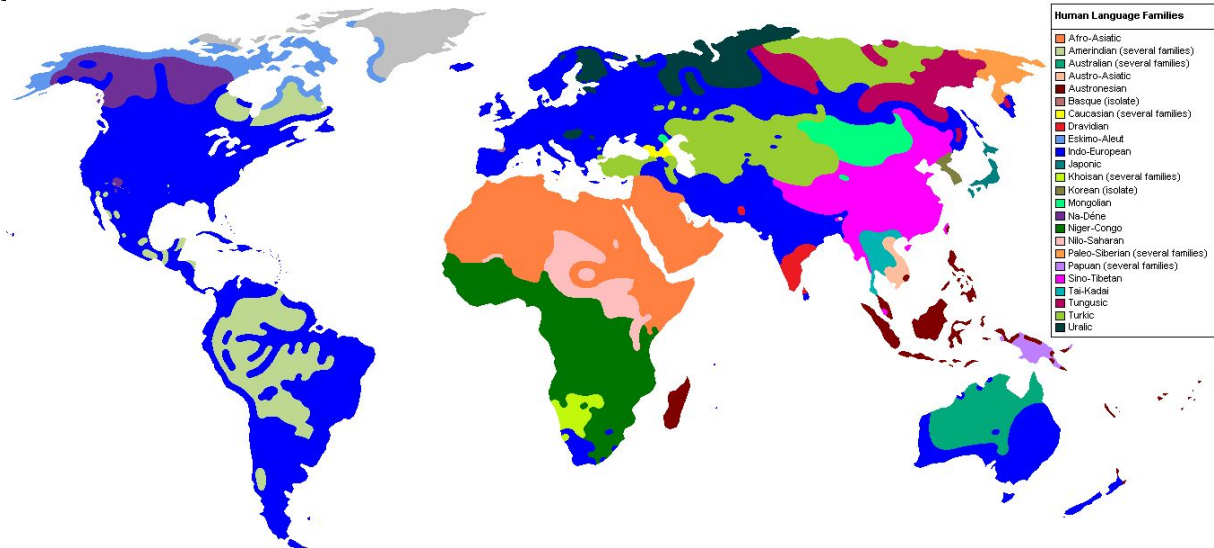 Human Language Families
Afro-Asiatic
Amerindian (several families)
Australian (several families)
Austro-Asiatic
Austronesian
Basque (isolate)
Caucasian (several families)
Dravidian
Eskimo-Aleut
Indo-European
Japonic
Khoisan (several families)
Korean (isolate)
Mongolian
Na-Déne
Niger-Congo
Nilo-Saharan
Paleo-Siberian (several families)
Papuan (several families)
Sino-Tibetan
Tai-Kadai
Tungusic
Turkic
Uralic